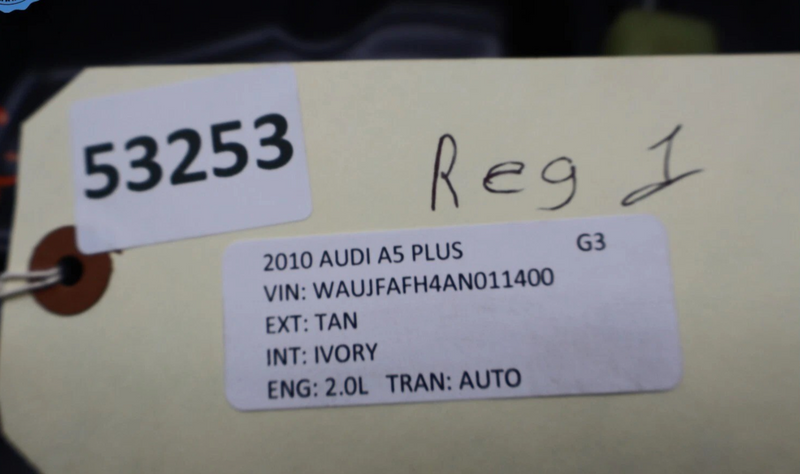 53253
Reg 1
2010 AUDI A5 PLUS G3
VIN: WAUJFAFH4AN011400
EXT: TAN
INT: IVORY
ENG: 2.0L TRAN: AUTO